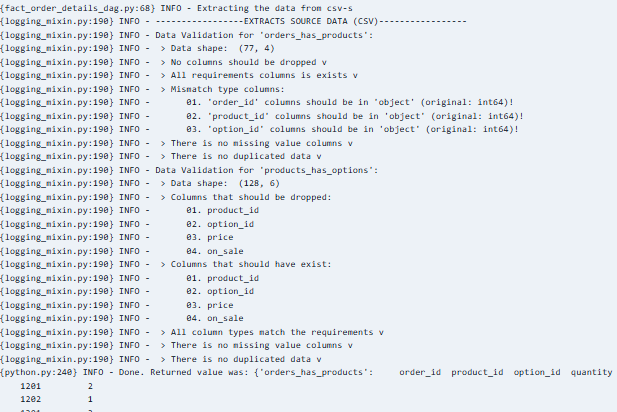 {fact_order_details_dag.py:68} INFO - Extracting the data from csv-s
{logging_mixin.py:190} INFO - -----------------EXTRACTS SOURCE DATA (CSV)-----------------
{logging_mixin.py:190} INFO - Data Validation for 'orders_has_products':
{logging_mixin.py:190} INFO -  > Data shape:  (77, 4)
{logging_mixin.py:190} INFO -  > No columns should be dropped v
{logging_mixin.py:190} INFO -  > All requirements columns is exists v
{logging_mixin.py:190} INFO -  > Mismatch type columns:
{logging_mixin.py:190} INFO -       01. 'order_id' columns should be in 'object' (original: int64)!
{logging_mixin.py:190} INFO -       02. 'product_id' columns should be in 'object' (original: int64)!
{logging_mixin.py:190} INFO -       03. 'option_id' columns should be in 'object' (original: int64)!
{logging_mixin.py:190} INFO -  > There is no missing value columns v
{logging_mixin.py:190} INFO -  > There is no duplicated data v
{logging_mixin.py:190} INFO - Data Validation for 'products_has_options':
{logging_mixin.py:190} INFO -  > Data shape:  (128, 6)
{logging_mixin.py:190} INFO -  > Columns that should be dropped:
{logging_mixin.py:190} INFO -       01. product_id
{logging_mixin.py:190} INFO -       02. option_id
{logging_mixin.py:190} INFO -       03. price
{logging_mixin.py:190} INFO -       04. on_sale
{logging_mixin.py:190} INFO -  > Columns that should have exist:
{logging_mixin.py:190} INFO -       01. product_id
{logging_mixin.py:190} INFO -       02. option_id
{logging_mixin.py:190} INFO -       03. price
{logging_mixin.py:190} INFO -       04. on_sale
{logging_mixin.py:190} INFO -  > All column types match the requirements v
{logging_mixin.py:190} INFO -  > There is no missing value columns v
{logging_mixin.py:190} INFO -  > There is no duplicated data v
{python.py:240} INFO - Done. Returned value was: {'orders_has_products':     order_id  product_id  option_id  quantity
1201    2
1202    1